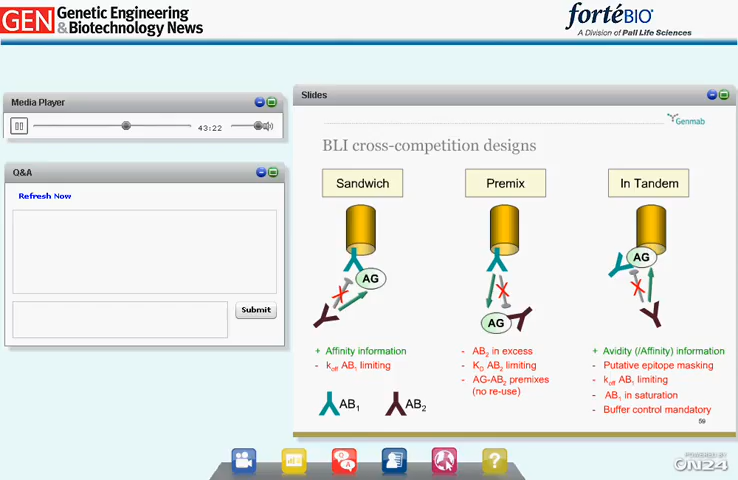 GEN Genetic Engineering
& Biotechnology News
fortéBIO®
A Division of Pall Life Sciences
Media Player
43:22
Q&A
Refresh Now
Submit
Slides
Genmab
BLI cross-competition designs
Sandwich
Premix
In Tandem
AG
AG
AG
+ Affinity information
- koff AB1 limiting
- AB2 in excess
- KD AB2 limiting
- AG-AB2 premixes
(no re-use)
+ Avidity (/Affinity) information
- Putative epitope masking
- koff AB1 limiting
- AB1 in saturation
- Buffer control mandatory
AB1
AB2
59
Q
A
?
POWERED BY
ON24